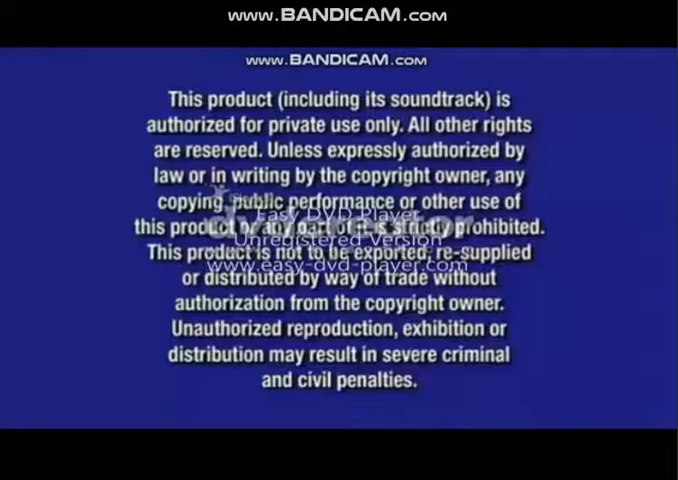 www.BANDICAM.com
www.BANDICAM.com
This product (including its soundtrack) is
authorized for private use only. All other rights
are reserved. Unless expressly authorized by
law or in writing by the copyright owner, any
copying, public performance or other use of
Easy DVD Player
this product or any part of it is strictly prohibited.
Unregistered Version
This product is not to be exported, re-supplied
www.easy-dvd-player.com
or distributed by way of trade without
authorization from the copyright owner.
Unauthorized reproduction, exhibition or
distribution may result in severe criminal
and civil penalties.